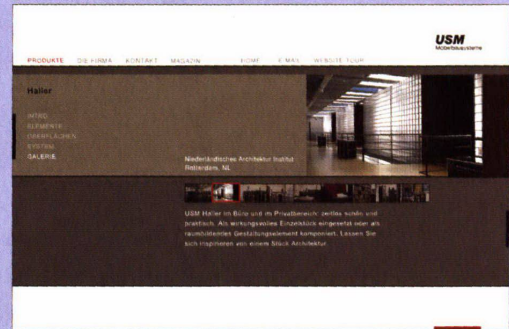 USM
Möbelbausysteme
PRODUKTE DIE FIRMA KONTAKT MAGAZIN HOME E-MAIL WEBSITE TOUR
Haller
INTRO
ELEMENTE
OBERFLÄCHEN
SYSTEM
GALERIE
Niederländisches Architektur Institut
Rotterdam, NL
USM Haller im Büro und im Privatbereich: zeitlos schön und
praktisch. Als wirkungsvolles Einzelstück eingesetzt oder als
raumbildendes Gestaltungselement komponiert. Lassen Sie
sich inspirieren von einem Stück Architektur.